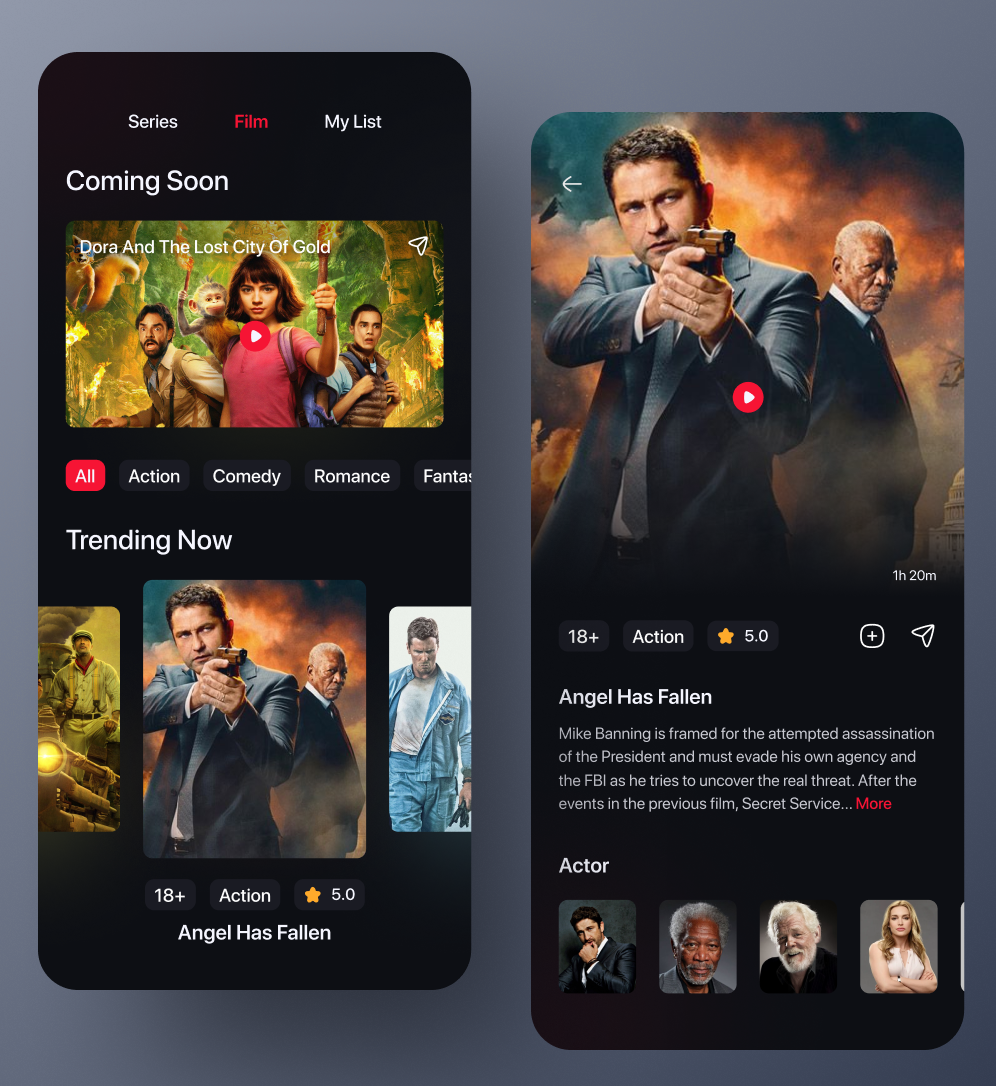 Series Film My List
Coming Soon
Dora And The Lost City Of Gold
All Action Comedy Romance Fantas
Trending Now
18+ Action 5.0
Angel Has Fallen
1h 20m
18+ Action 5.0
Angel Has Fallen
Mike Banning is framed for the attempted assassination
of the President and must evade his own agency and
the FBI as he tries to uncover the real threat. After the
events in the previous film, Secret Service... More
Actor